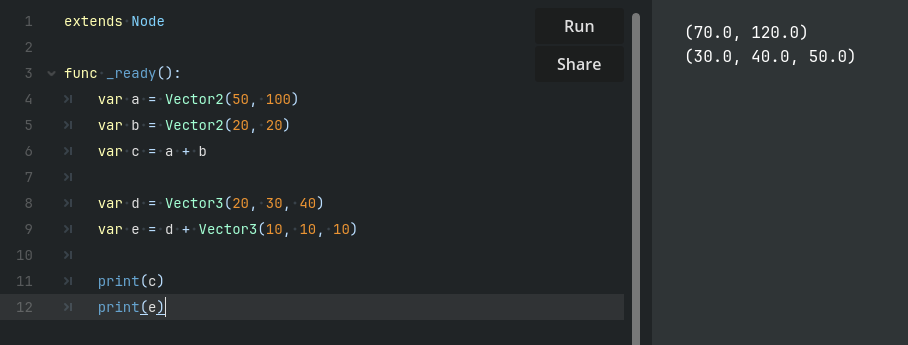 1 extends Node
2
3 func _ready():
4 var a = Vector2(50, 100)
5 var b = Vector2(20, 20)
6 var c = a + b
7
8 var d = Vector3(20, 30, 40)
9 var e = d + Vector3(10, 10, 10)
10
11 print(c)
12 print(e)
Run
Share
(70.0, 120.0)
(30.0, 40.0, 50.0)